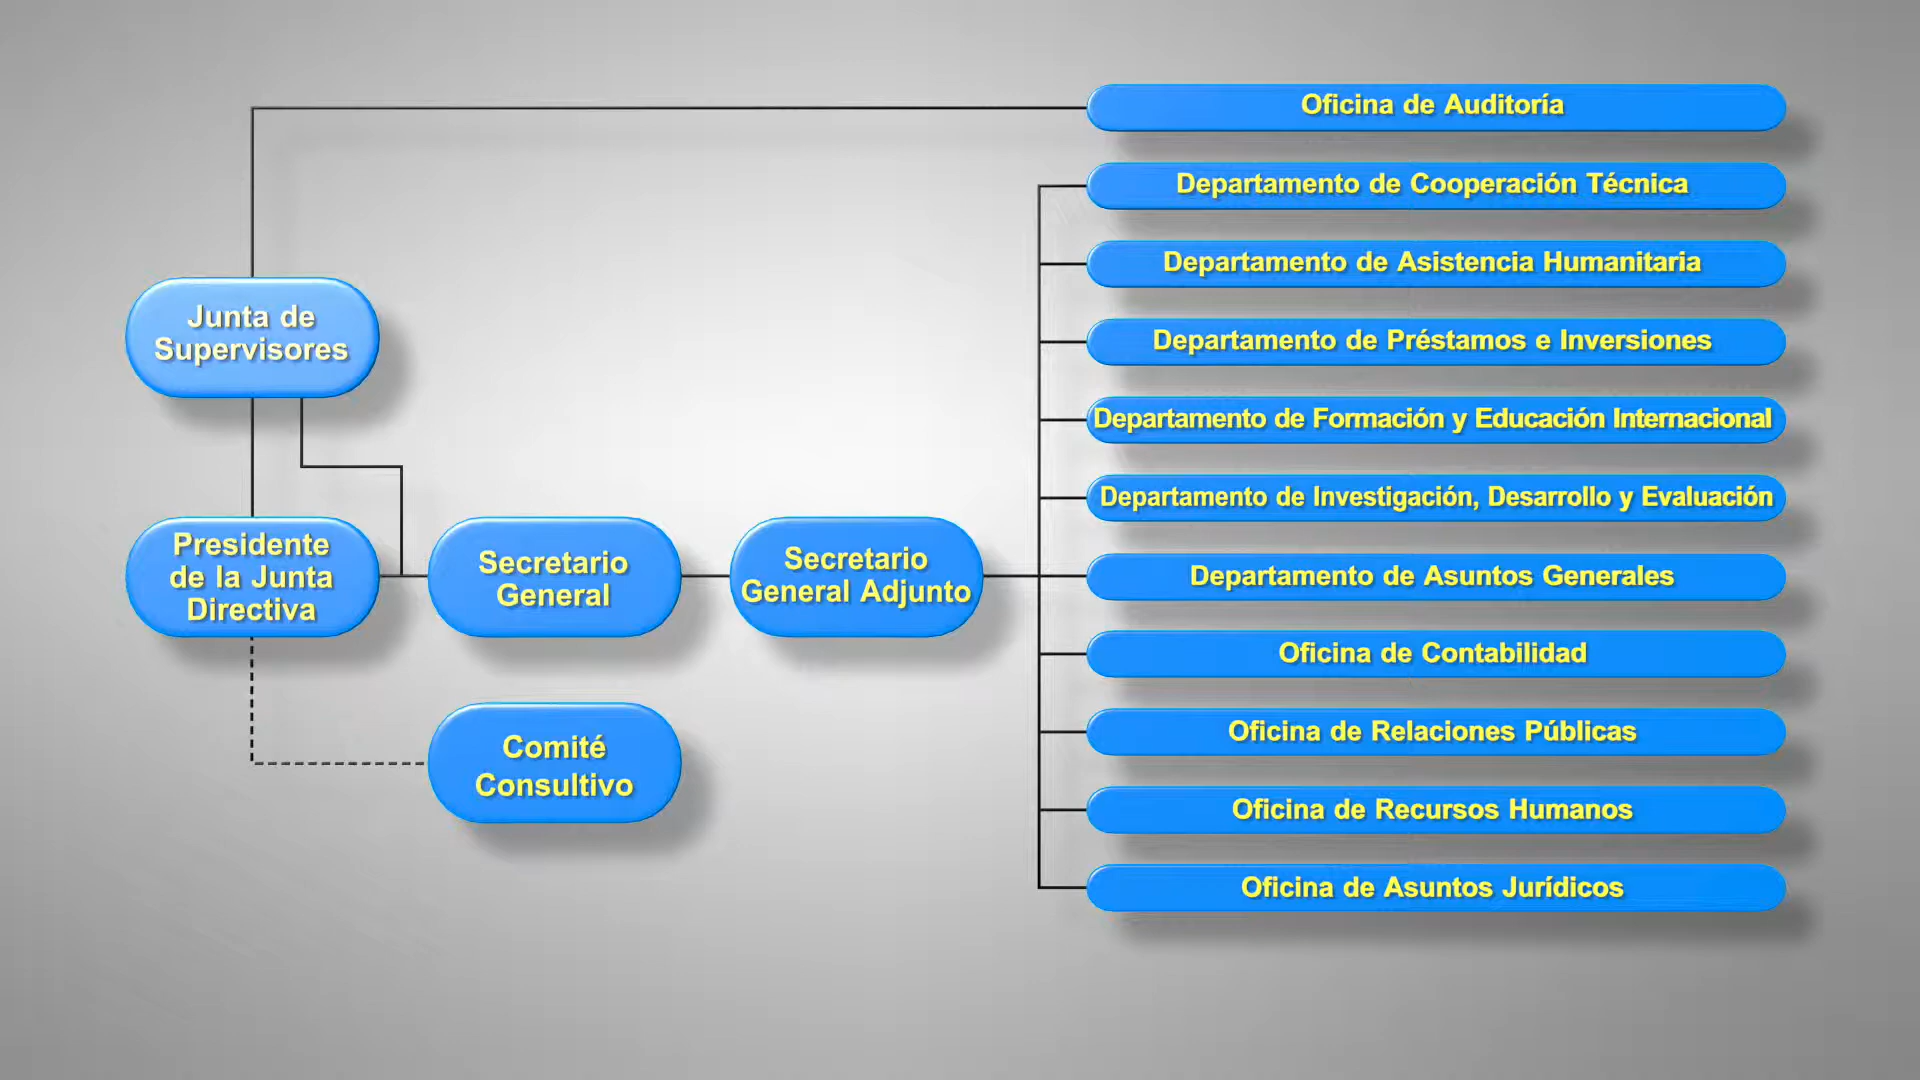 Oficina de Auditoría
Departamento de Cooperación Técnica
Departamento de Asistencia Humanitaria
Departamento de Préstamos e Inversiones
Departamento de Formación y Educación Internacional
Departamento de Investigación, Desarrollo y Evaluación
Departamento de Asuntos Generales
Oficina de Contabilidad
Oficina de Relaciones Públicas
Oficina de Recursos Humanos
Oficina de Asuntos Jurídicos
Junta de
Supervisores
Presidente
de la Junta
Directiva
Secretario
General
Secretario
General Adjunto
Comité
Consultivo